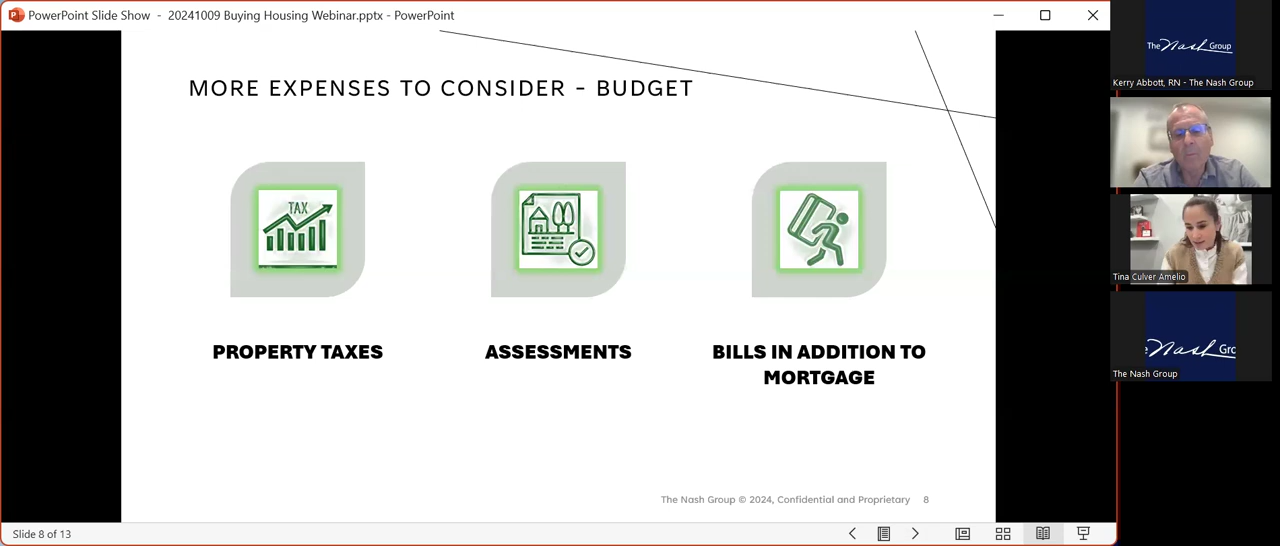 PowerPoint Slide Show - 20241009 Buying Housing Webinar.pptx - PowerPoint
MORE EXPENSES TO CONSIDER - BUDGET
TAX
PROPERTY TAXES
ASSESSMENTS
BILLS IN ADDITION TO
MORTGAGE
The Nash Group © 2024, Confidential and Proprietary 8
Slide 8 of 13
The Nash Group
Kerry Abbott, RN - The Nash Group
Tina Culver Amelio
e Nash Grc
The Nash Group